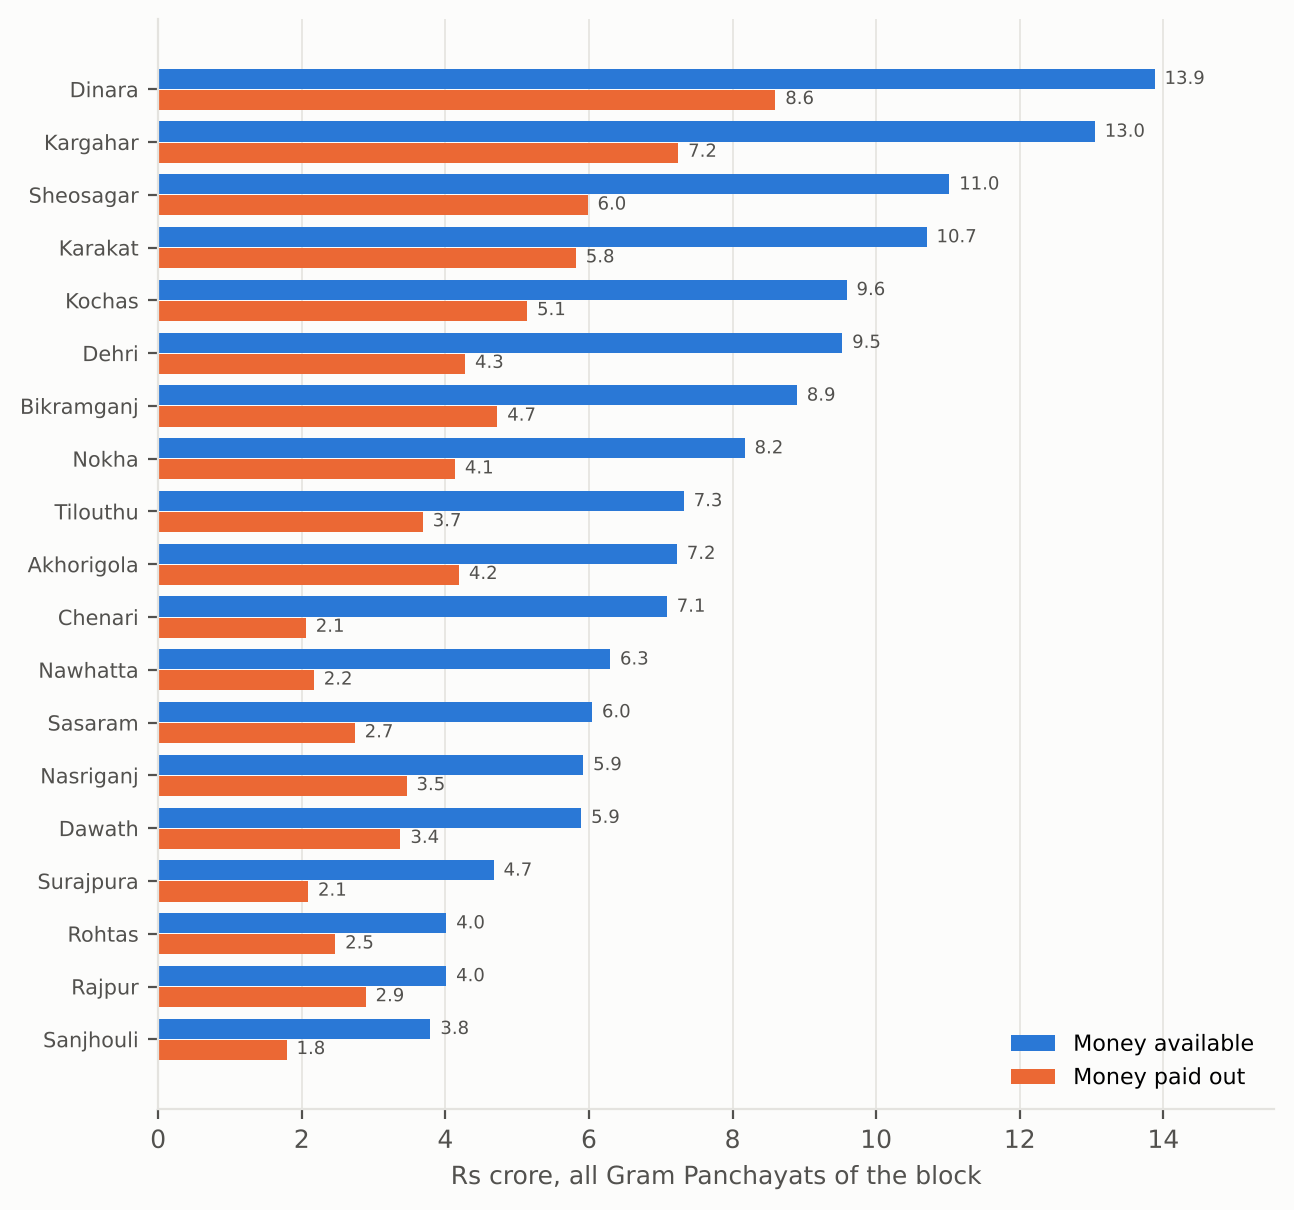 Dinara 13.9
8.6
Kargahar 13.0
7.2
Sheosagar 11.0
6.0
Karakat 10.7
5.8
Kochas 9.6
5.1
Dehri 9.5
4.3
Bikramganj 8.9
4.7
Nokha 8.2
4.1
Tilouthu 7.3
3.7
Akhorigola 7.2
4.2
Chenari 7.1
2.1
Nawhatta 6.3
2.2
Sasaram 6.0
2.7
Nasriganj 5.9
3.5
Dawath 5.9
3.4
Surajpura 4.7
2.1
Rohtas 4.0
2.5
Rajpur 4.0
2.9
Sanjhouli 3.8
1.8
Money available
Money paid out
0 2 4 6 8 10 12 14
Rs crore, all Gram Panchayats of the block